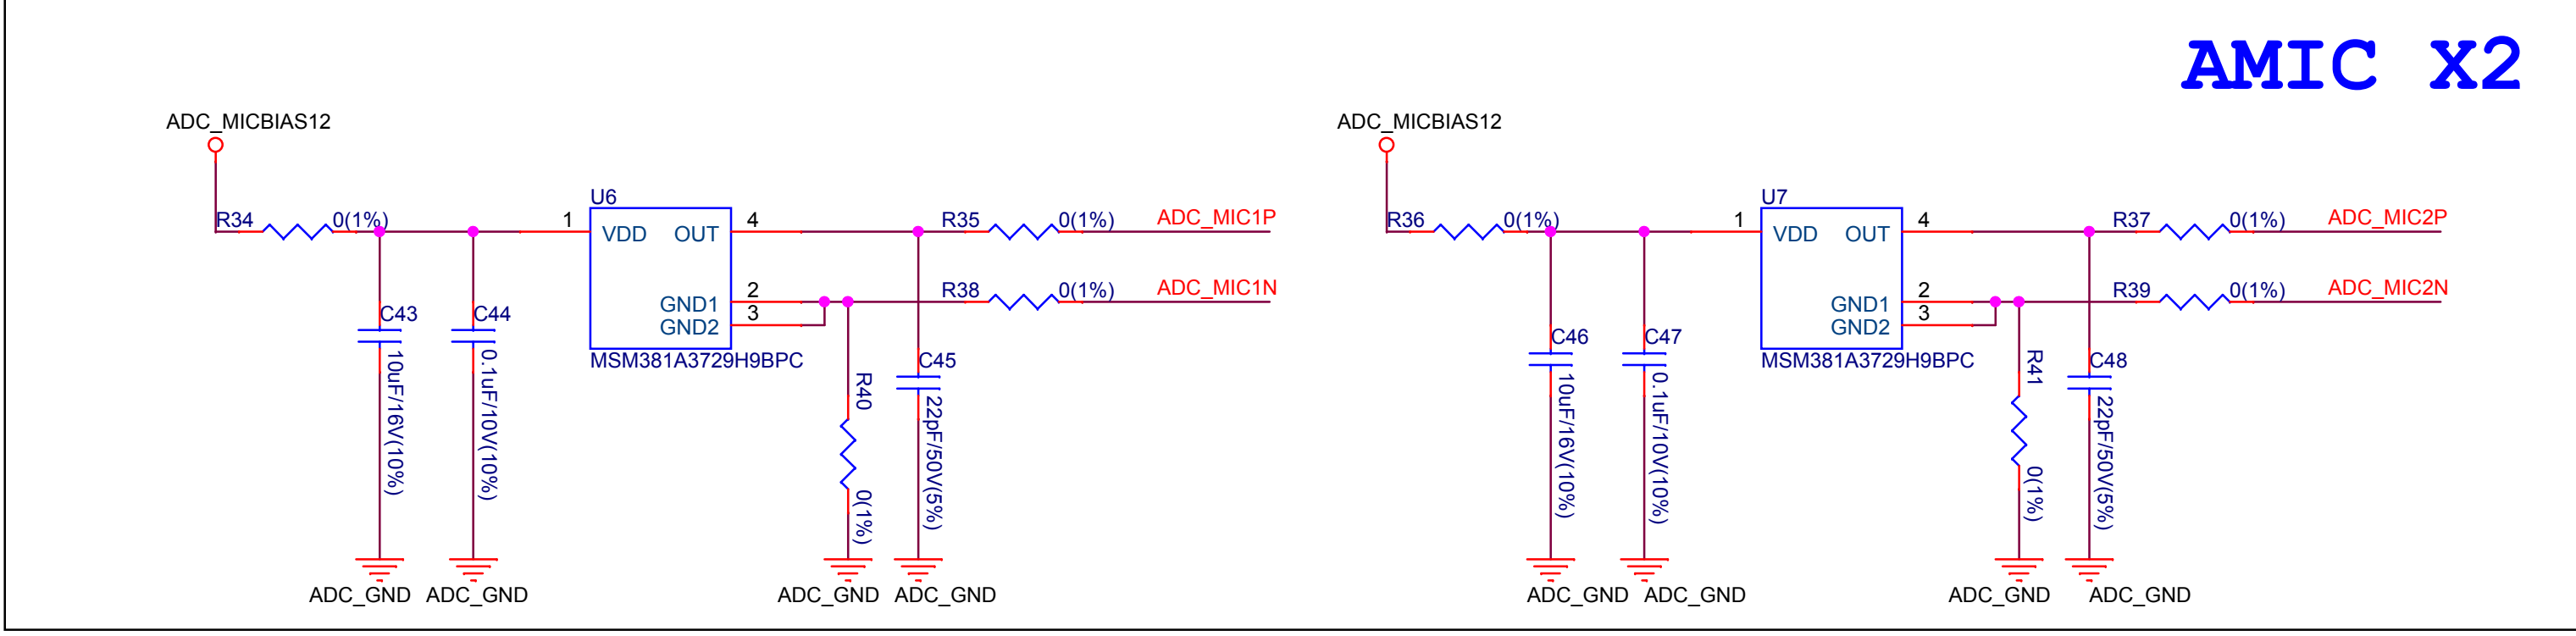 AMIC X2
ADC_MICBIAS12
R34
0(1%)
1
U6
VDD
OUT
GND1
GND2
MSM381A3729H9BPC
4
2
3
R35
0(1%)
ADC_MIC1P
R38
0(1%)
ADC_MIC1N
C43
10uF/16V(10%)
C44
0.1uF/10V(10%)
R40
0(1%)
C45
22pF/50V(5%)
ADC_GND
ADC_GND
ADC_GND
ADC_GND
ADC_MICBIAS12
R36
0(1%)
1
U7
VDD
OUT
GND1
GND2
MSM381A3729H9BPC
4
2
3
R37
0(1%)
ADC_MIC2P
R39
0(1%)
ADC_MIC2N
C46
10uF/16V(10%)
C47
0.1uF/10V(10%)
R41
0(1%)
C48
22pF/50V(5%)
ADC_GND
ADC_GND
ADC_GND
ADC_GND